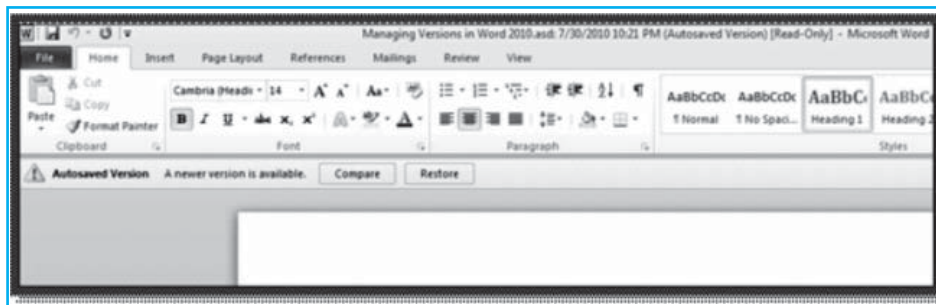 Managing Versions in Word 2010.asd: 7/30/2010 10:21 PM (Autosaved Version) [Read-Only] - Microsoft Word
File Home Insert Page Layout References Mailings Review View
Cut
Copy
Format Painter
Paste
Clipboard
Cambria (Headi 14
Font
Paragraph
AaBbCcDc AaBbCcDc AaBbC AaBbC
¶ Normal ¶ No Spaci... Heading 1 Heading 2
Styles
Autosaved Version A newer version is available. Compare Restore